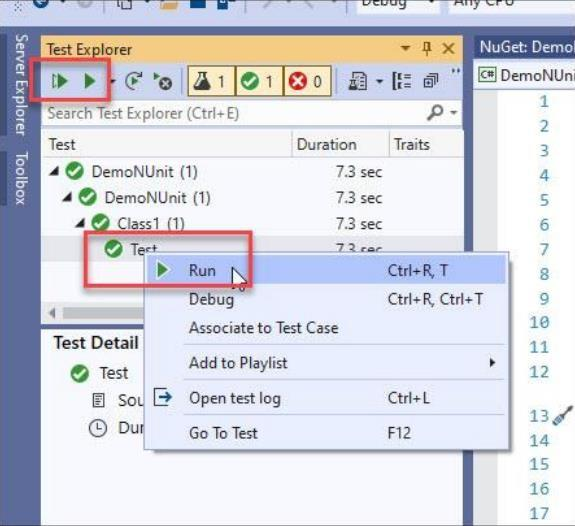 Debug
Any CPU
Server Explorer
Toolbox
Test Explorer
1 1 0
Search Test Explorer (Ctrl+E)
Test Duration Traits
DemoNUnit (1) 7.3 sec
DemoNUnit (1) 7.3 sec
Class1 (1) 7.3 sec
Test 7.3 sec
Run Ctrl+R, T
Debug Ctrl+R, Ctrl+T
Associate to Test Case
Add to Playlist
Open test log Ctrl+L
Go To Test F12
Test Detail
Test
Sou
Dur
NuGet: Demo
C# DemoNUni
1
2
3
4
5
6
7
8
9
10
11
12
13
14
15
16
17